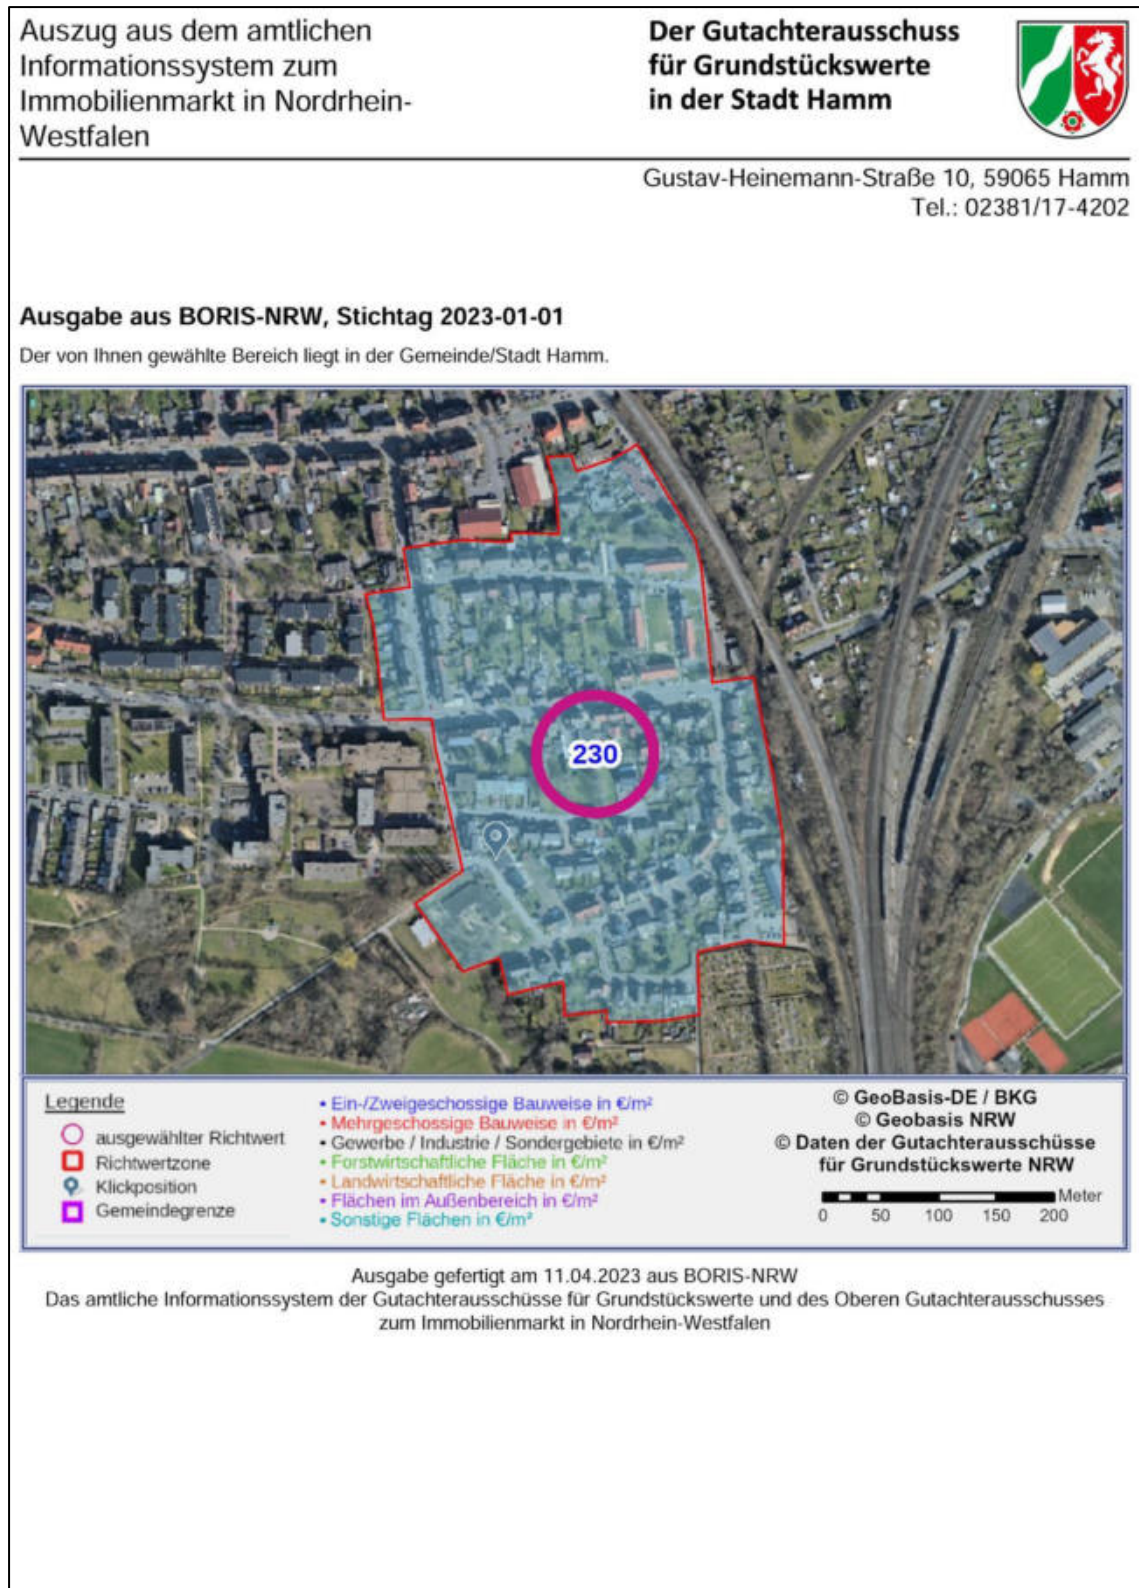 Auszug aus dem amtlichen
Informationssystem zum
Immobilienmarkt in Nordrhein-
Westfalen
Der Gutachterausschuss
für Grundstückswerte
in der Stadt Hamm
Gustav-Heinemann-Straße 10, 59065 Hamm
Tel.: 02381/17-4202
Ausgabe aus BORIS-NRW, Stichtag 2023-01-01
Der von Ihnen gewählte Bereich liegt in der Gemeinde/Stadt Hamm.
230
Legende
ausgewählter Richtwert
Richtwertzone
Klickposition
Gemeindegrenze
• Ein-/Zweigeschossige Bauweise in €/m²
• Mehrgeschossige Bauweise in €/m²
• Gewerbe / Industrie / Sondergebiete in €/m²
• Forstwirtschaftliche Fläche in €/m²
• Landwirtschaftliche Fläche in €/m²
• Flächen im Außenbereich in €/m²
• Sonstige Flächen in €/m²
© GeoBasis-DE / BKG
© Geobasis NRW
© Daten der Gutachterausschüsse
für Grundstückswerte NRW
Meter
0 50 100 150 200
Ausgabe gefertigt am 11.04.2023 aus BORIS-NRW
Das amtliche Informationssystem der Gutachterausschüsse für Grundstückswerte und des Oberen Gutachterausschusses
zum Immobilienmarkt in Nordrhein-Westfalen